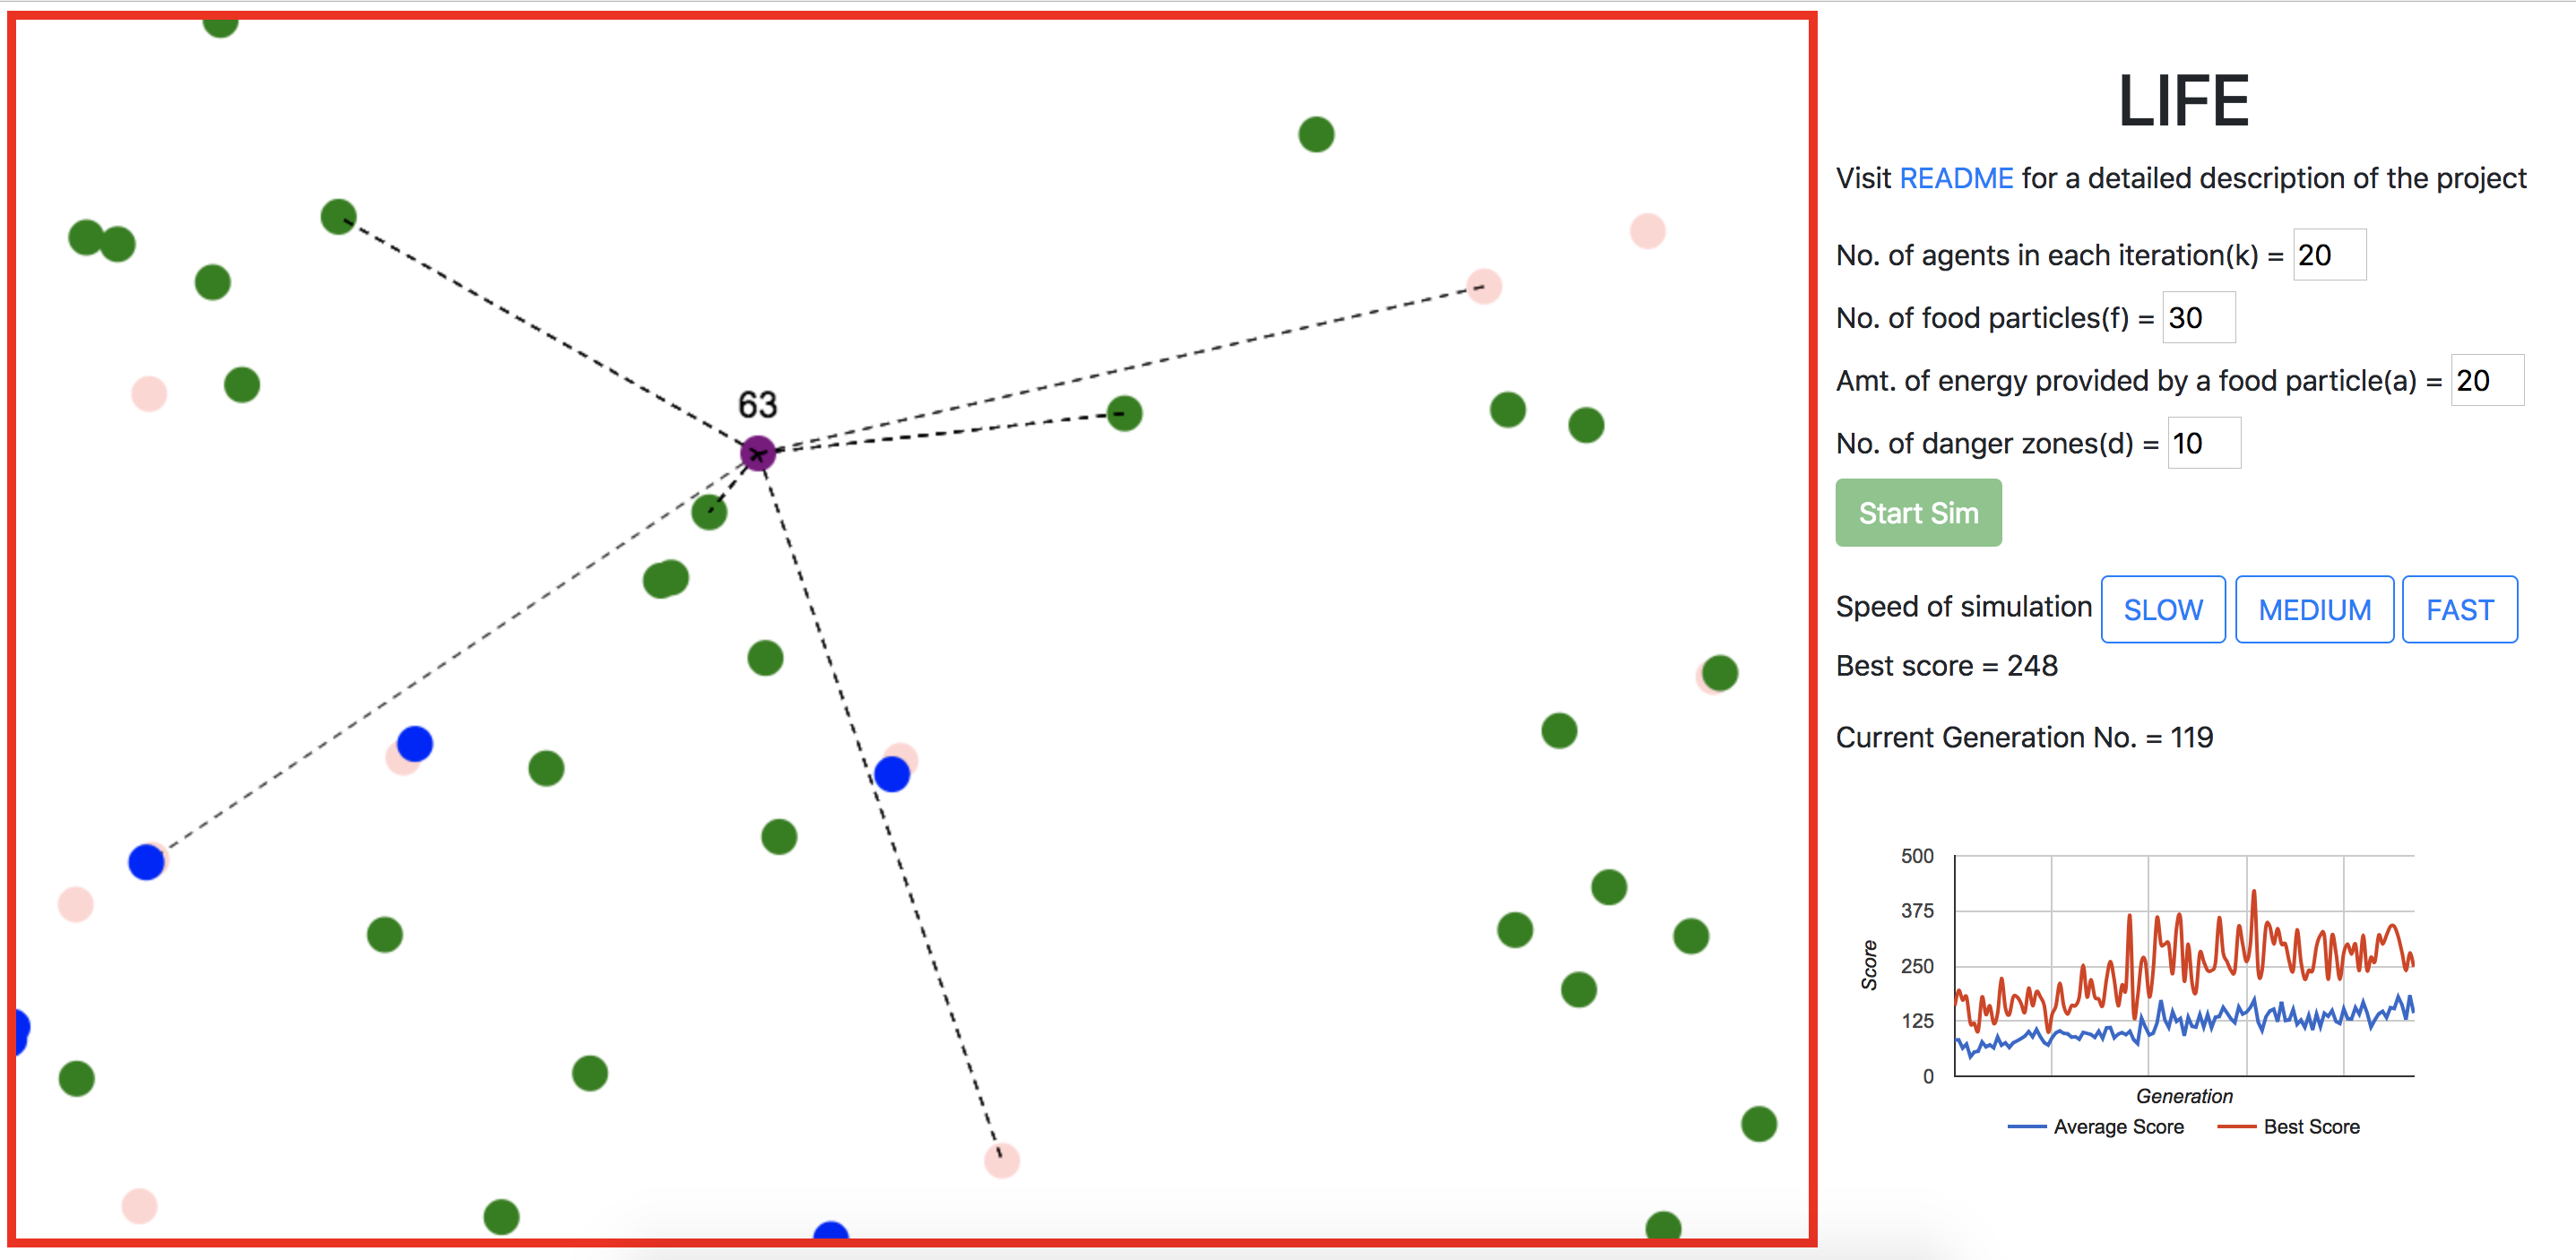 63
LIFE
Visit README for a detailed description of the project
No. of agents in each iteration(k) = 20
No. of food particles(f) = 30
Amt. of energy provided by a food particle(a) = 20
No. of danger zones(d) = 10
Start Sim
Speed of simulation SLOW MEDIUM FAST
Best score = 248
Current Generation No. = 119
500
375
250
125
0
Score
Generation
Average Score Best Score